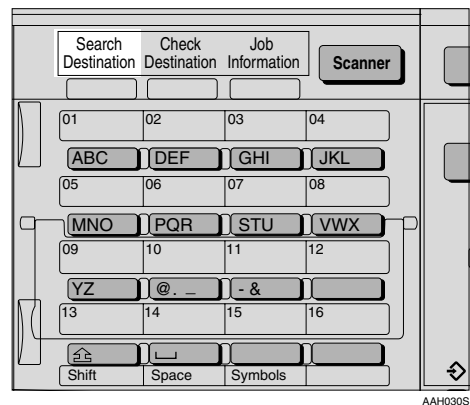 Search Destination
Check Destination
Job Information
Scanner
01 02 03 04
ABC DEF GHI JKL
05 06 07 08
MNO PQR STU VWX
09 10 11 12
YZ @. _ - &
13 14 15 16
Shift Space Symbols
AAH030S